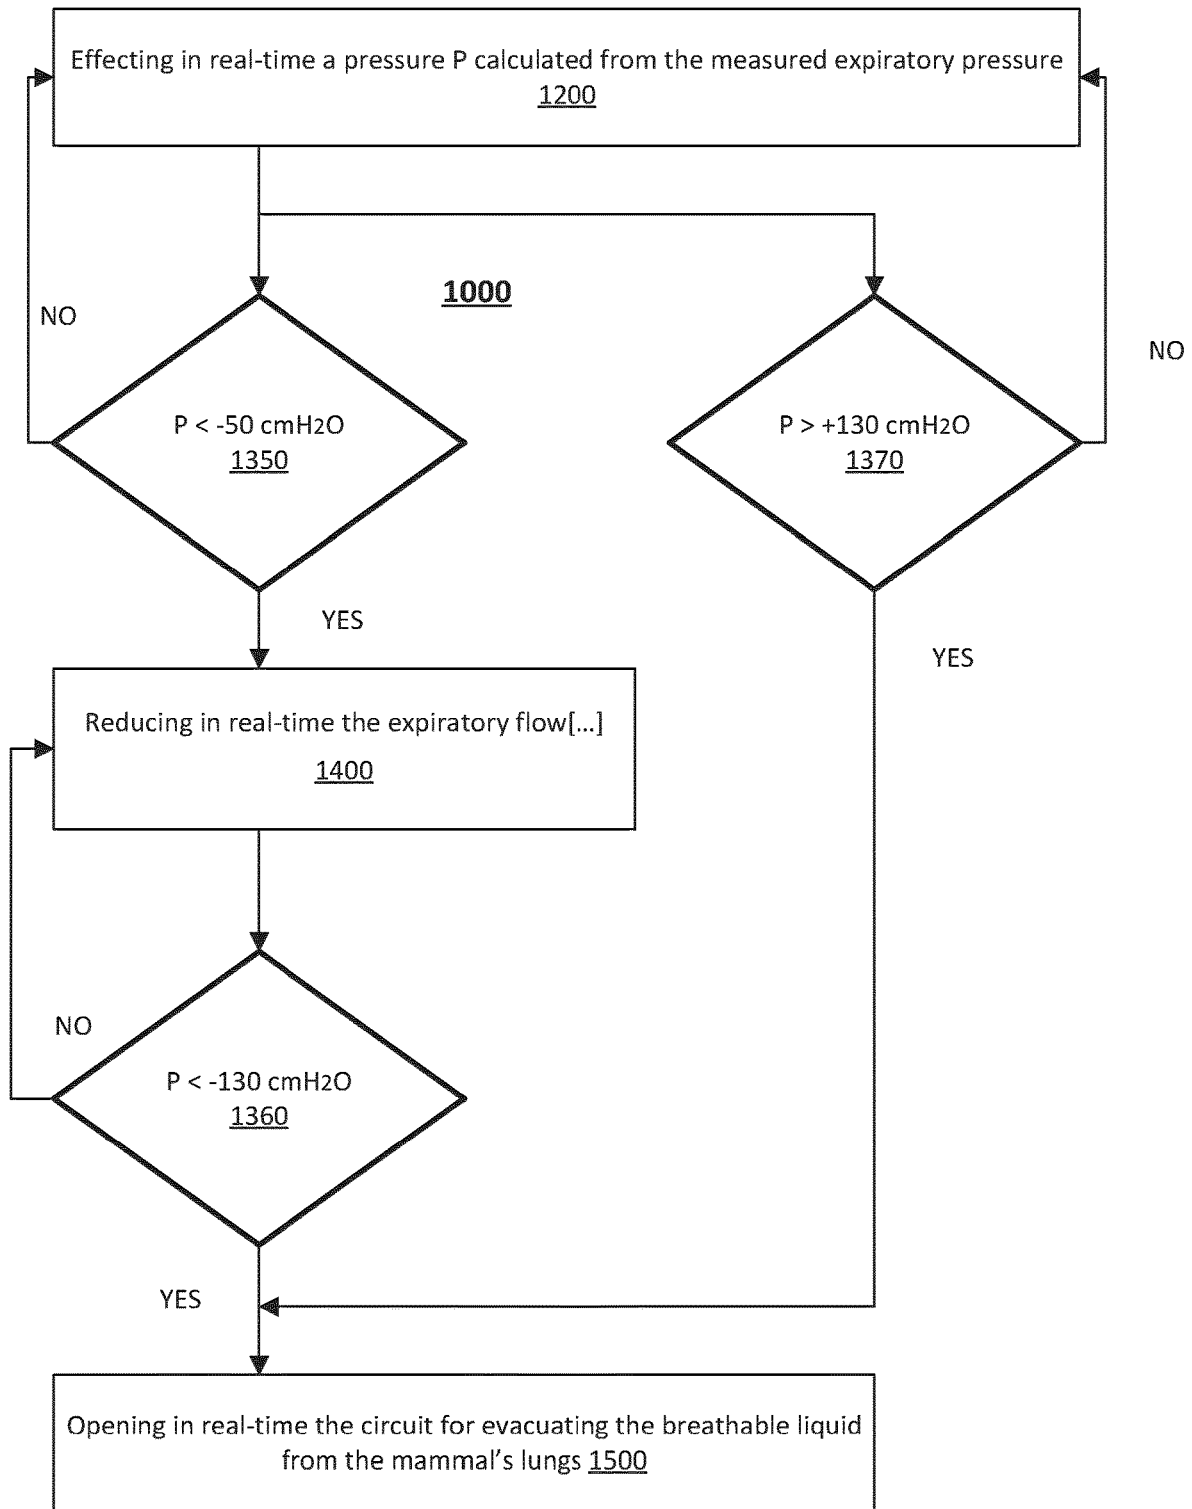 Effecting in real-time a pressure P calculated from the measured expiratory pressure
1200
1000
NO
NO
P < -50 cmH2O
1350
P > +130 cmH2O
1370
YES
YES
Reducing in real-time the expiratory flow[...]
1400
NO
P < -130 cmH2O
1360
YES
Opening in real-time the circuit for evacuating the breathable liquid
from the mammal's lungs 1500